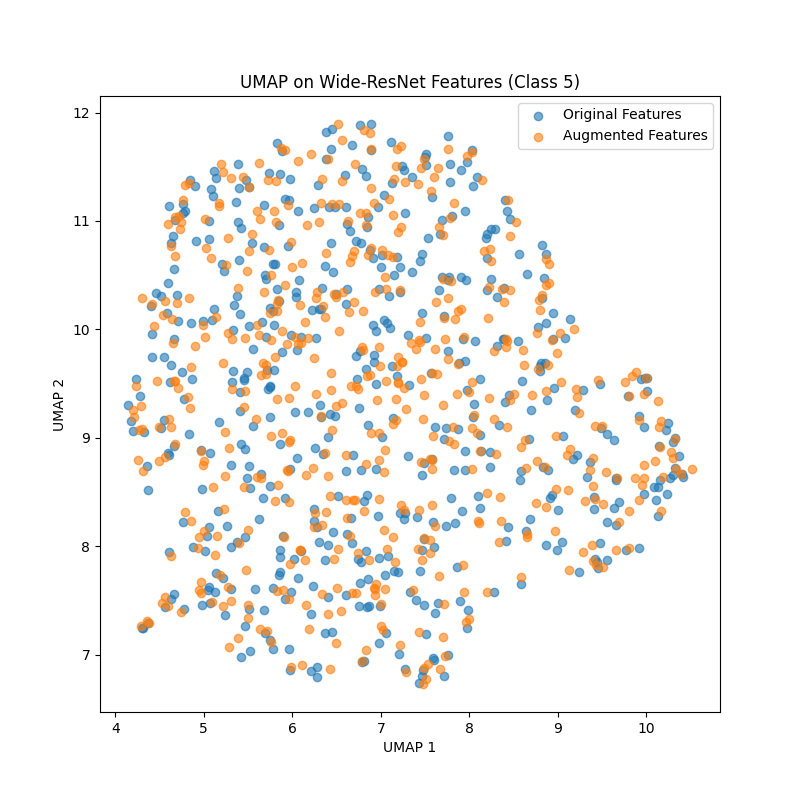 UMAP on Wide-ResNet Features (Class 5)
Original Features
Augmented Features
12
11
10
9
8
7
UMAP 2
4 5 6 7 8 9 10
UMAP 1